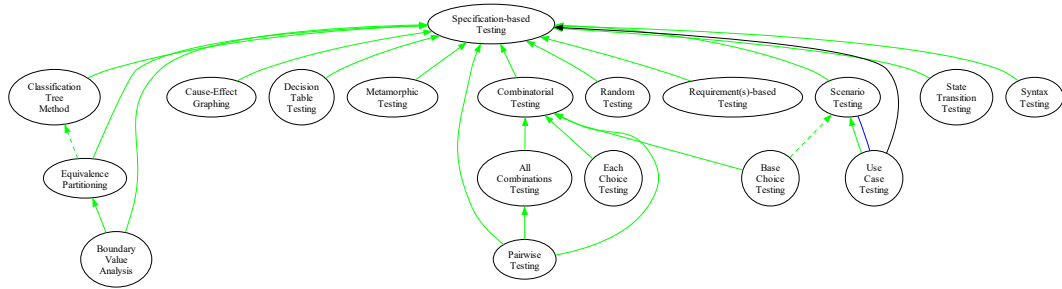 Specification-based
Testing
Classification
Tree
Method
Cause-Effect
Graphing
Decision
Table
Testing
Metamorphic
Testing
Combinatorial
Testing
Random
Testing
Requirement(s)-based
Testing
Scenario
Testing
State
Transition
Testing
Syntax
Testing
Equivalence
Partitioning
All
Combinations
Testing
Each
Choice
Testing
Base
Choice
Testing
Use
Case
Testing
Boundary
Value
Analysis
Pairwise
Testing